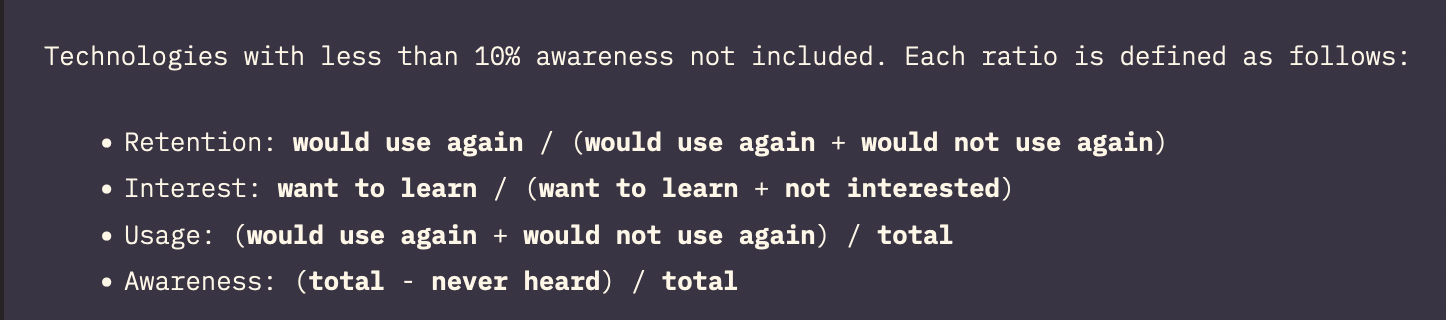 Technologies with less than 10% awareness not included. Each ratio is defined as follows:
• Retention: would use again / (would use again + would not use again)
• Interest: want to learn / (want to learn + not interested)
• Usage: (would use again + would not use again) / total
• Awareness: (total - never heard) / total